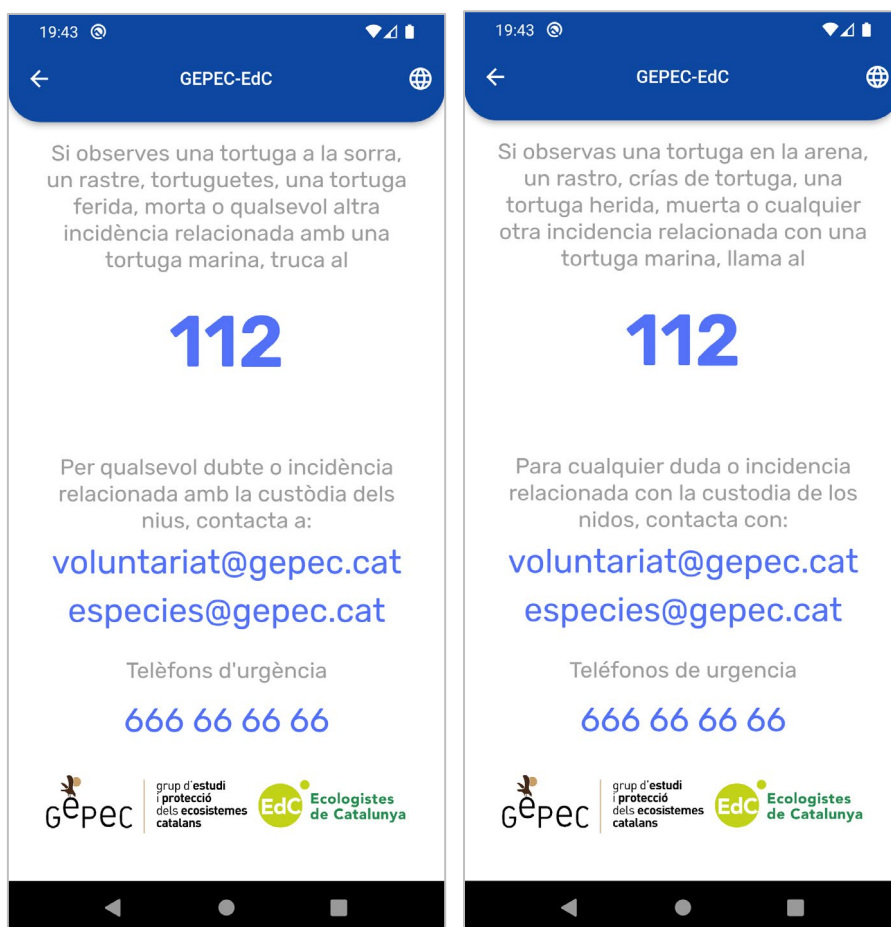 19:43
GEPEC-EdC
Si observes una tortuga a la sorra,
un rastre, tortuguetes, una tortuga
ferida, morta o qualsevol altra
incidència relacionada amb una
tortuga marina, truca al
112
Per qualsevol dubte o incidència
relacionada amb la custòdia dels
nius, contacta a:
voluntariat@gepec.cat
especies@gepec.cat
Telèfons d'urgència
666 66 66 66
Gepec
grup d'estudi
i protecció
dels ecosistemes
catalans
EdC
Ecologistes
de Catalunya
19:43
GEPEC-EdC
Si observas una tortuga en la arena,
un rastro, crías de tortuga, una
tortuga herida, muerta o cualquier
otra incidencia relacionada con una
tortuga marina, llama al
112
Para cualquier duda o incidencia
relacionada con la custodia de los
nidos, contacta con:
voluntariat@gepec.cat
especies@gepec.cat
Teléfonos de urgencia
666 66 66 66
Gepec
grup d'estudi
i protecció
dels ecosistemes
catalans
EdC
Ecologistes
de Catalunya